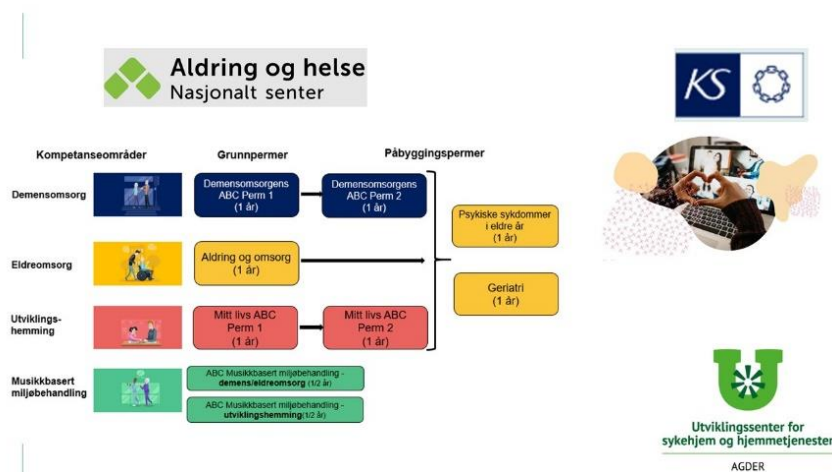 Aldring og helse
Nasjonalt senter
KS
Kompetanseområder
Grunnpermer
Påbyggingspermer
Demensomsorg
Demensomsorgens
ABC Perm 1
(1 år)
Demensomsorgens
ABC Perm 2
(1 år)
Psykiske sykdommer
i eldre år
(1 år)
Eldreomsorg
Aldring og omsorg
(1 år)
Geriatri
(1 år)
Utviklings-
hemming
Mitt livs ABC
Perm 1
(1 år)
Mitt livs ABC
Perm 2
(1 år)
Musikkbasert
miljøbehandling
ABC Musikkbasert miljøbehandling -
demens/eldreomsorg (1/2 år)
ABC Musikkbasert miljøbehandling -
utviklingshemming(1/2 år)
Utviklingssenter for
sykehjem og hjemmetjenester
AGDER